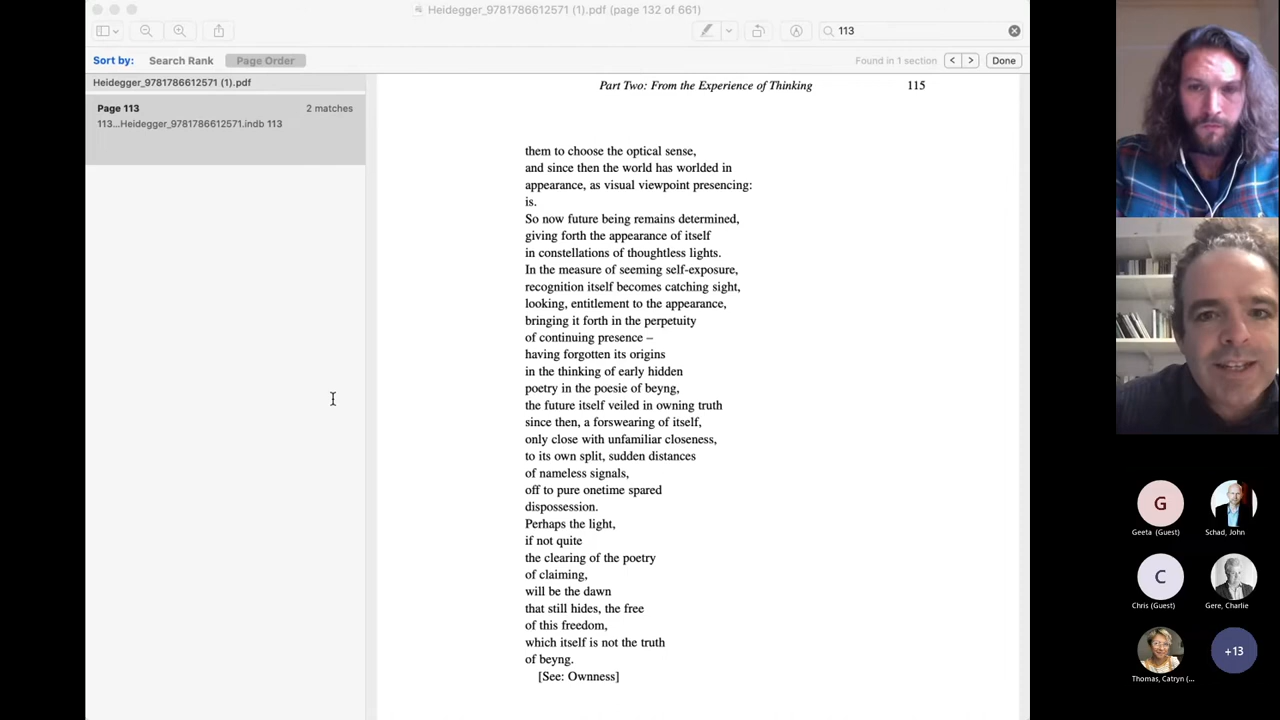 Heidegger_9781786612571 (1).pdf (page 132 of 661)
113
Sort by: Search Rank Page Order
Found in 1 section
Done
Heidegger_9781786612571 (1).pdf
Page 113
2 matches
113...Heidegger_9781786612571.indb 113
Part Two: From the Experience of Thinking 115
them to choose the optical sense,
and since then the world has worlded in
appearance, as visual viewpoint presencing:
is.
So now future being remains determined,
giving forth the appearance of itself
in constellations of thoughtless lights.
In the measure of seeming self-exposure,
recognition itself becomes catching sight,
looking, entitlement to the appearance,
bringing it forth in the perpetuity
of continuing presence –
having forgotten its origins
in the thinking of early hidden
poetry in the poesie of beyng,
the future itself veiled in owning truth
since then, a forswearing of itself,
only close with unfamiliar closeness,
to its own split, sudden distances
of nameless signals,
off to pure onetime spared
dispossession.
Perhaps the light,
if not quite
the clearing of the poetry
of claiming,
will be the dawn
that still hides, the free
of this freedom,
which itself is not the truth
of beyng.
[See: Ownness]
G
Geeta (Guest)
Schad, John
C
Chris (Guest)
Gere, Charlie
Thomas, Catryn (...
+13